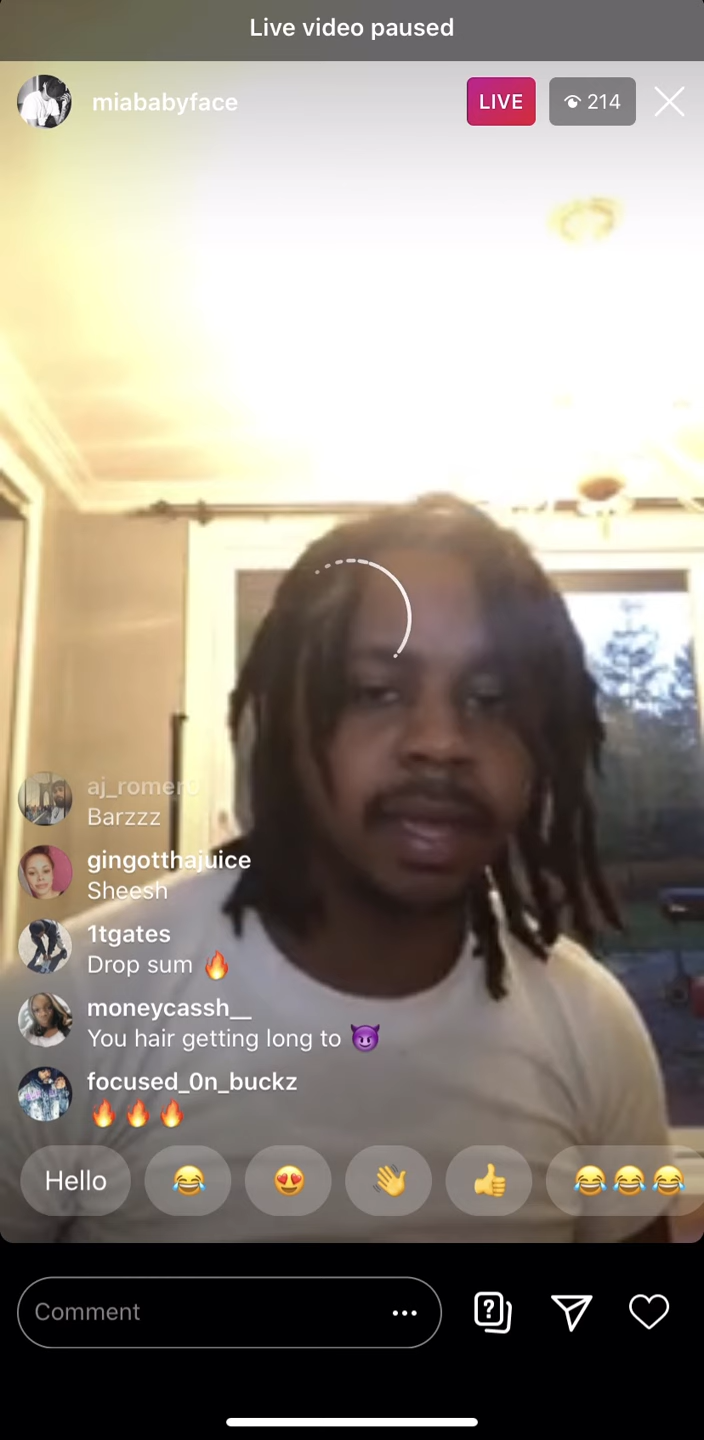 Live video paused
miababyface
LIVE
214
aj_romero
Barzzz
gingotthajuice
Sheesh
1tgates
Drop sum 🔥
moneycassh__
You hair getting long to 😈
focused_0n_buckz
🔥🔥🔥
Hello 😂 😍 👋 👍 😂😂😂
Comment